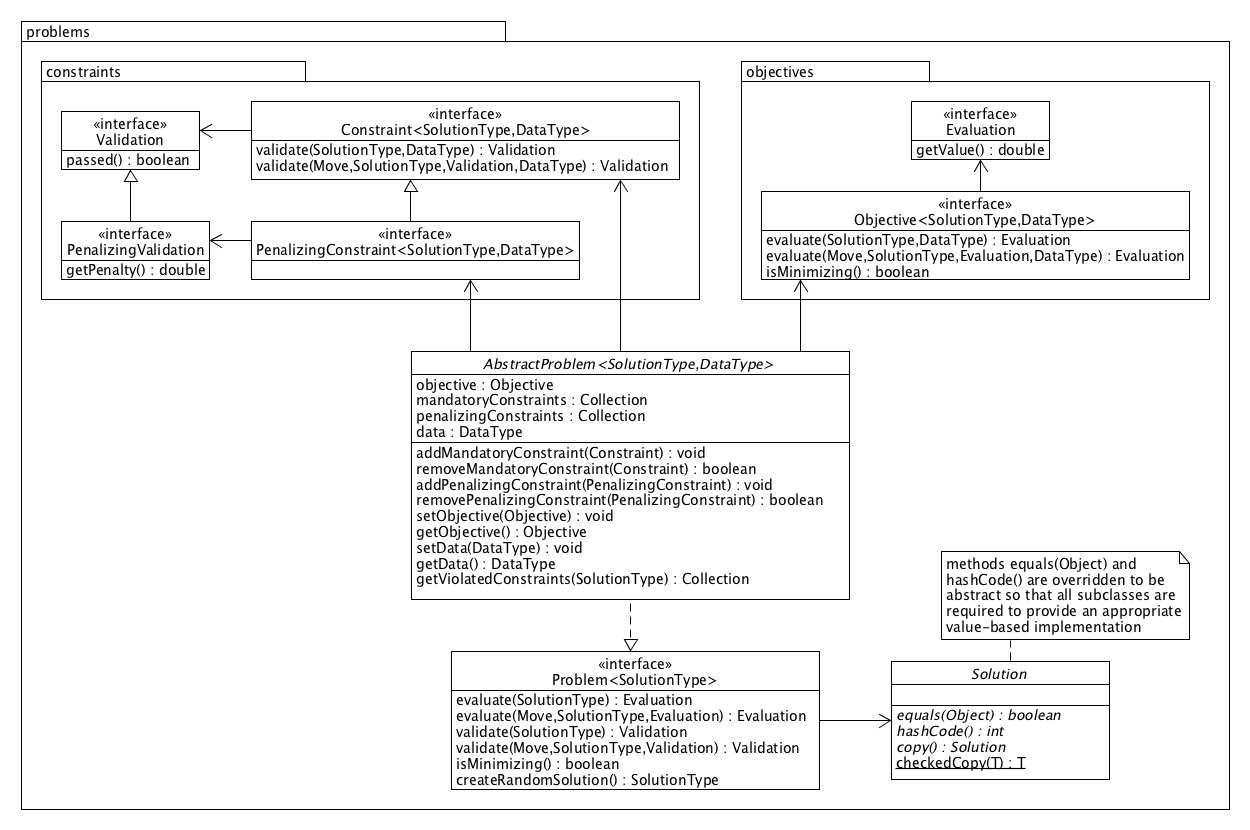 problems
constraints
«interface»
Validation
passed() : boolean
«interface»
Constraint<SolutionType,DataType>
validate(SolutionType,DataType) : Validation
validate(Move,SolutionType,Validation,DataType) : Validation
«interface»
PenalizingValidation
getPenalty() : double
«interface»
PenalizingConstraint<SolutionType,DataType>
objectives
«interface»
Evaluation
getValue() : double
«interface»
Objective<SolutionType,DataType>
evaluate(SolutionType,DataType) : Evaluation
evaluate(Move,SolutionType,Evaluation,DataType) : Evaluation
isMinimizing() : boolean
AbstractProblem<SolutionType,DataType>
objective : Objective
mandatoryConstraints : Collection
penalizingConstraints : Collection
data : DataType
addMandatoryConstraint(Constraint) : void
removeMandatoryConstraint(Constraint) : boolean
addPenalizingConstraint(PenalizingConstraint) : void
removePenalizingConstraint(PenalizingConstraint) : boolean
setObjective(Objective) : void
getObjective() : Objective
setData(DataType) : void
getData() : DataType
getViolatedConstraints(SolutionType) : Collection
methods equals(Object) and
hashCode() are overridden to be
abstract so that all subclasses are
required to provide an appropriate
value-based implementation
«interface»
Problem<SolutionType>
evaluate(SolutionType) : Evaluation
evaluate(Move,SolutionType,Evaluation) : Evaluation
validate(SolutionType) : Validation
validate(Move,SolutionType,Validation) : Validation
isMinimizing() : boolean
createRandomSolution() : SolutionType
Solution
equals(Object) : boolean
hashCode() : int
copy() : Solution
checkedCopy(T) : T